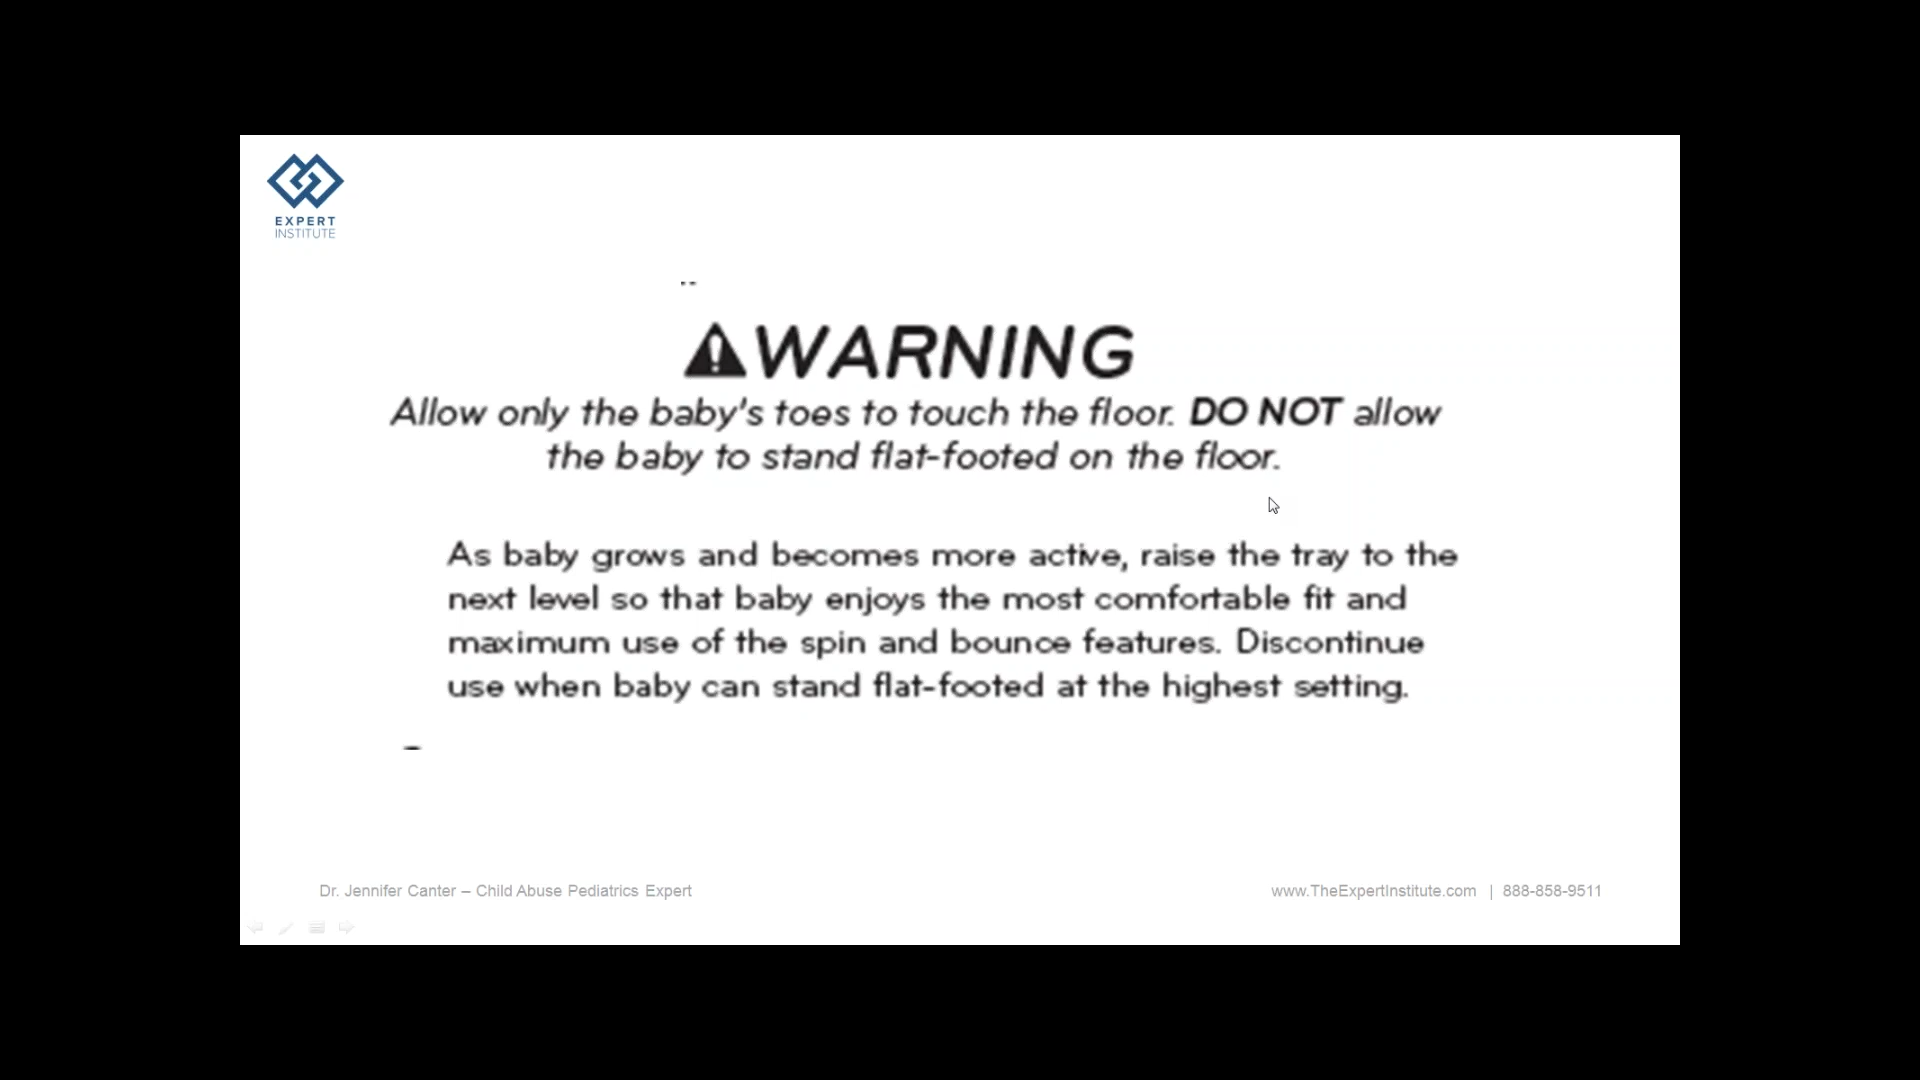 EXPERT
INSTITUTE
WARNING
Allow only the baby's toes to touch the floor. DO NOT allow
the baby to stand flat-footed on the floor.
As baby grows and becomes more active, raise the tray to the
next level so that baby enjoys the most comfortable fit and
maximum use of the spin and bounce features. Discontinue
use when baby can stand flat-footed at the highest setting.
Dr. Jennifer Canter – Child Abuse Pediatrics Expert
www.TheExpertInstitute.com | 888-858-9511